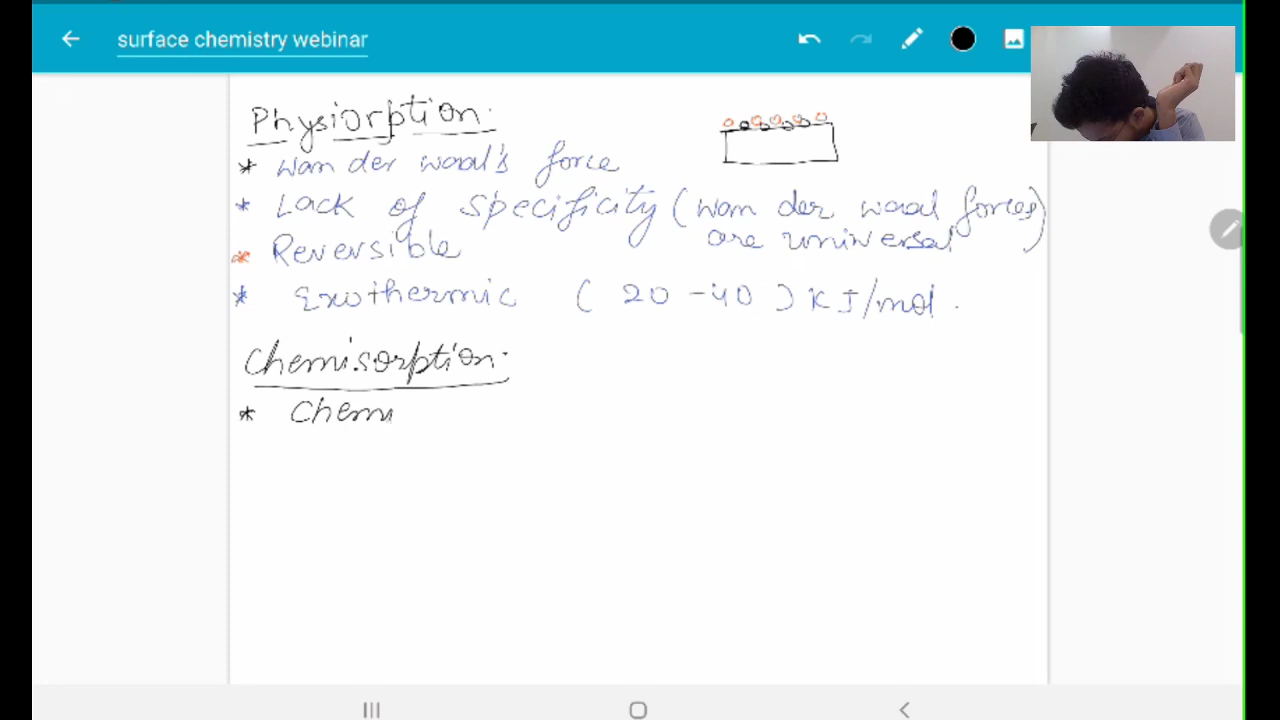 surface chemistry webinar
Physiorption.
* wan der waal's force
* Lack of specificity (wan der waal forces)
are universal
* Reversible
* Exothermic (20-40) KJ/mol.
Chemisorption.
* Chemi